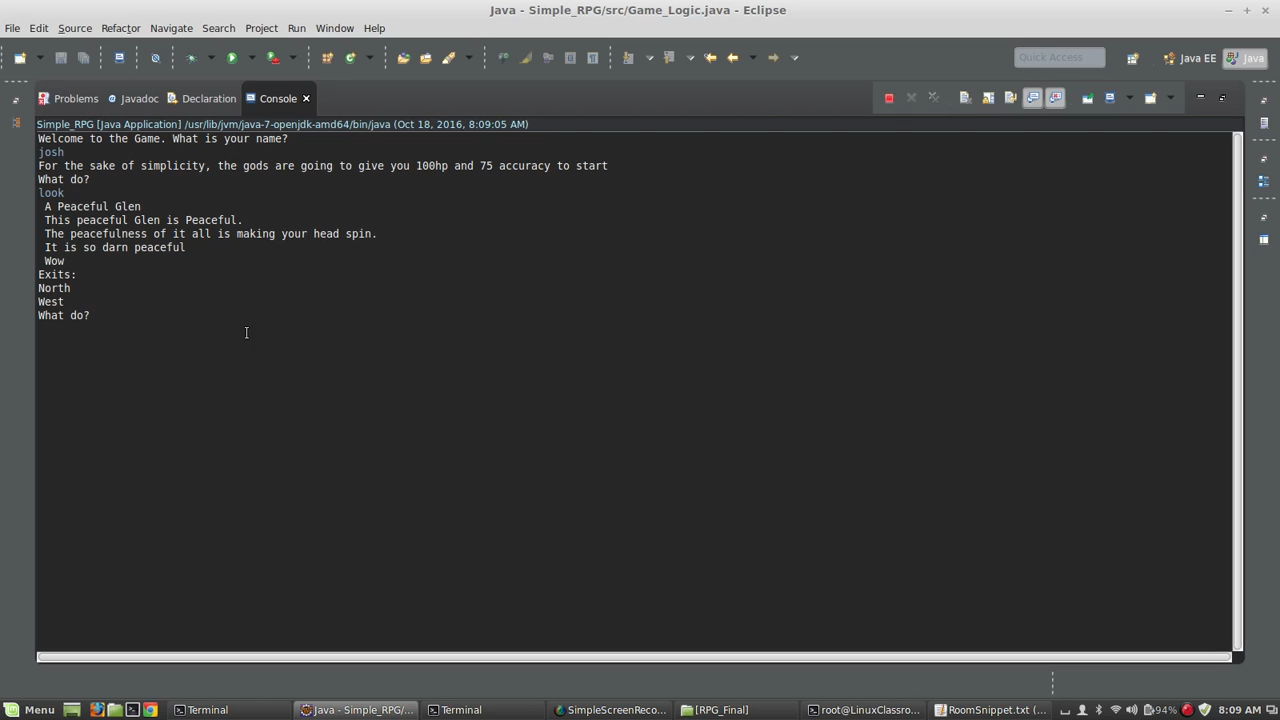 Java - Simple_RPG/src/Game_Logic.java - Eclipse
File Edit Source Refactor Navigate Search Project Run Window Help
Quick Access
Java EE
Java
Problems Javadoc Declaration Console
Simple_RPG [Java Application] /usr/lib/jvm/java-7-openjdk-amd64/bin/java (Oct 18, 2016, 8:09:05 AM)
Welcome to the Game. What is your name?
josh
For the sake of simplicity, the gods are going to give you 100hp and 75 accuracy to start
What do?
look
A Peaceful Glen
This peaceful Glen is Peaceful.
The peacefulness of it all is making your head spin.
It is so darn peaceful
Wow
Exits:
North
West
What do?
Menu Terminal Java - Simple_RPG/... Terminal SimpleScreenReco... [RPG_Final] root@LinuxClassro... RoomSnippet.txt (... 94% 8:09 AM